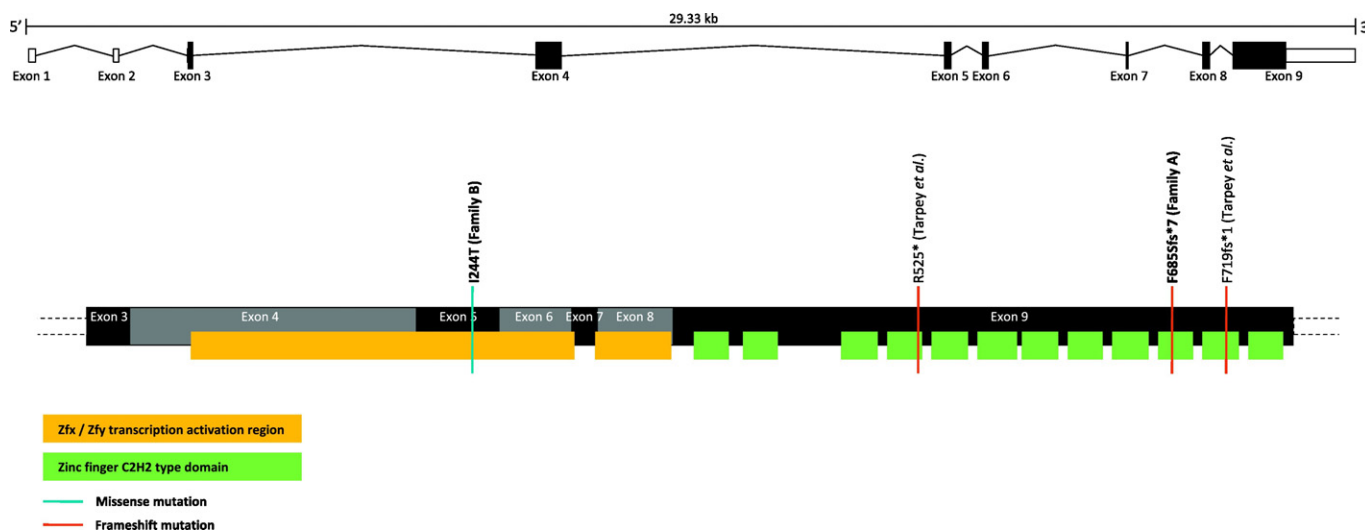 29.33 kb
5’ 3
Exon 1 Exon 2 Exon 3 Exon 4 Exon 5 Exon 6 Exon 7 Exon 8 Exon 9
I244T (Family B)
R525* (Tarpey et al.)
F685Sfs*7 (Family A)
F719fs*1 (Tarpey et al.)
Exon 3 Exon 4 Exon 5 Exon 6 Exon 7 Exon 8 Exon 9
Zfx / Zfy transcription activation region
Zinc finger C2H2 type domain
Missense mutation
Frameshift mutation